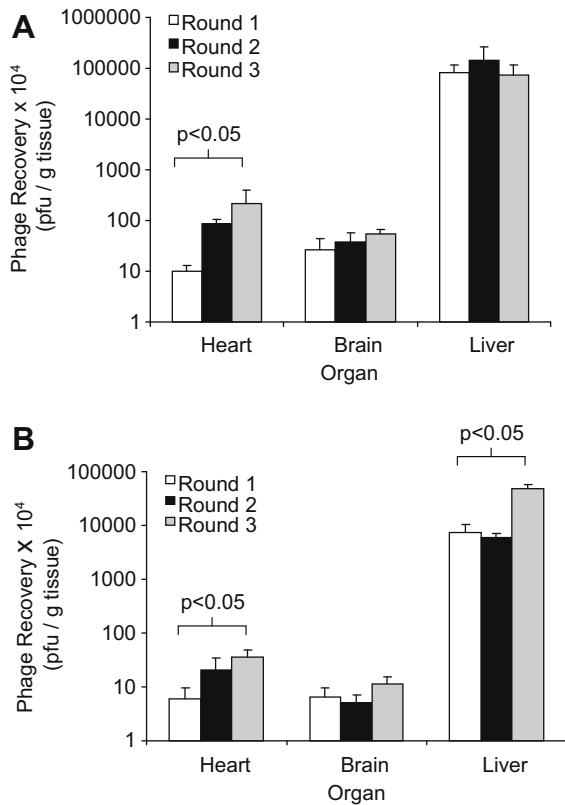 A
Phage Recovery x 10⁴
(pfu / g tissue)
100000
100000
10000
1000
100
10
1
Round 1
Round 2
Round 3
p<0.05
Heart
Brain
Liver
Organ
B
Phage Recovery x 10⁴
(pfu / g tissue)
100000
10000
1000
100
10
1
Round 1
Round 2
Round 3
p<0.05
p<0.05
Heart
Brain
Liver
Organ